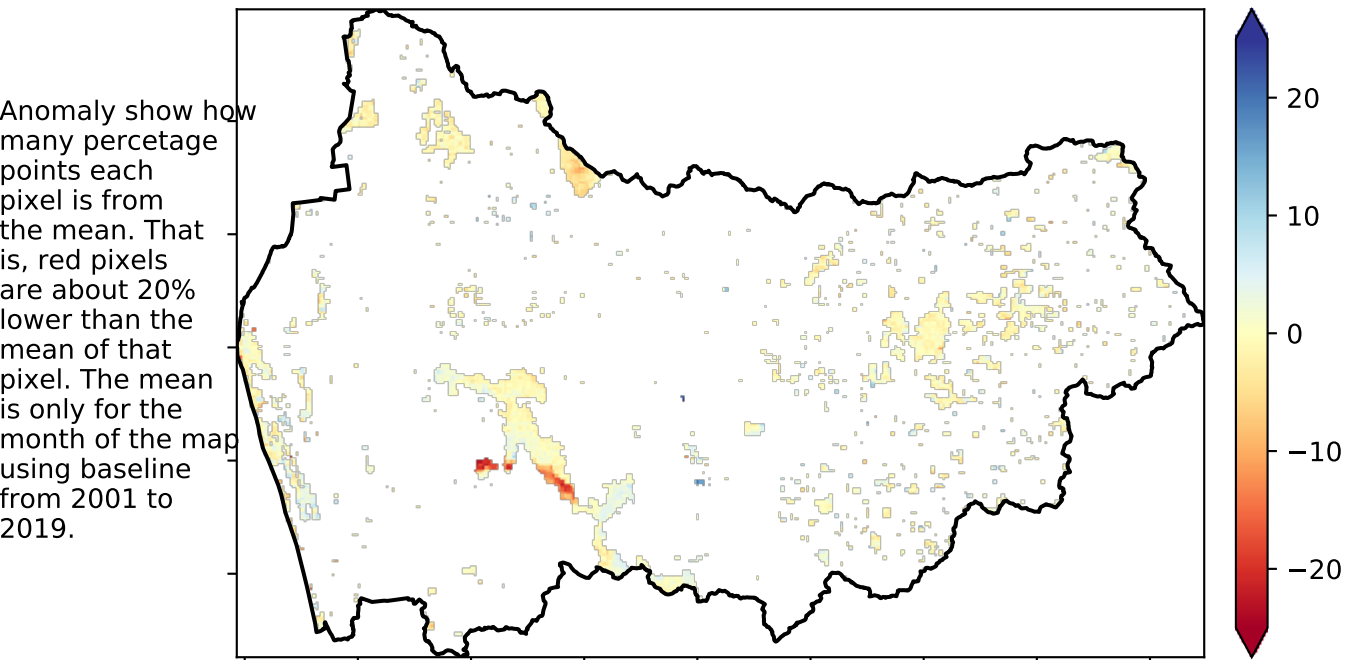 Anomaly show how
many percetage
points each
pixel is from
the mean. That
is, red pixels
are about 20%
lower than the
mean of that
pixel. The mean
is only for the
month of the map
using baseline
from 2001 to
2019.
20
10
0
−10
−20